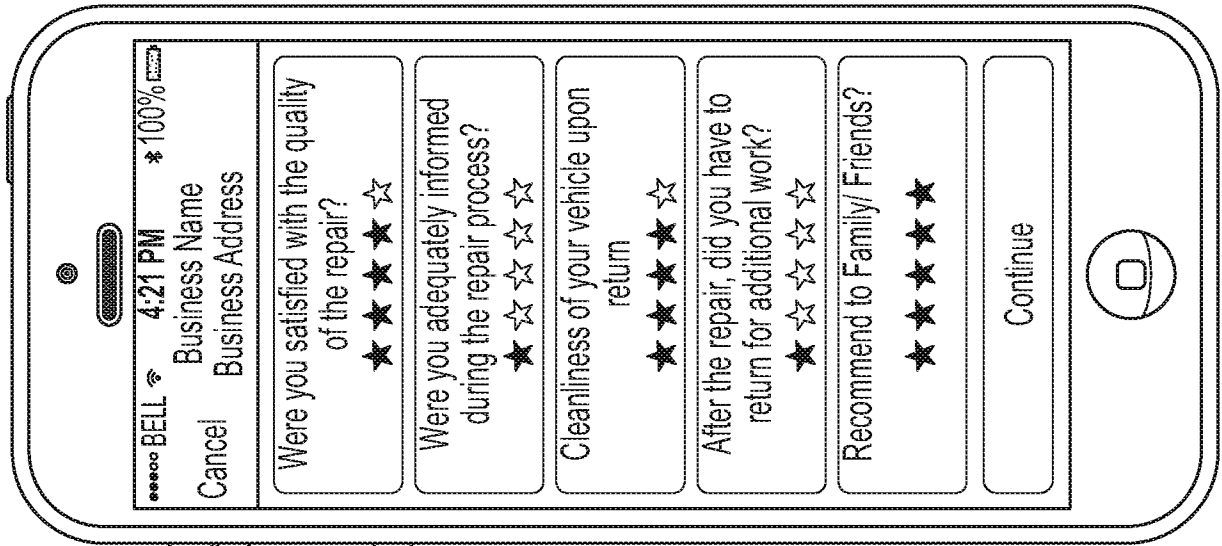 BELL 4:21 PM 100%
Cancel Business Name
Business Address
Were you satisfied with the quality
of the repair?
Were you adequately informed
during the repair process?
Cleanliness of your vehicle upon
return
After the repair, did you have to
return for additional work?
Recommend to Family/ Friends?
Continue